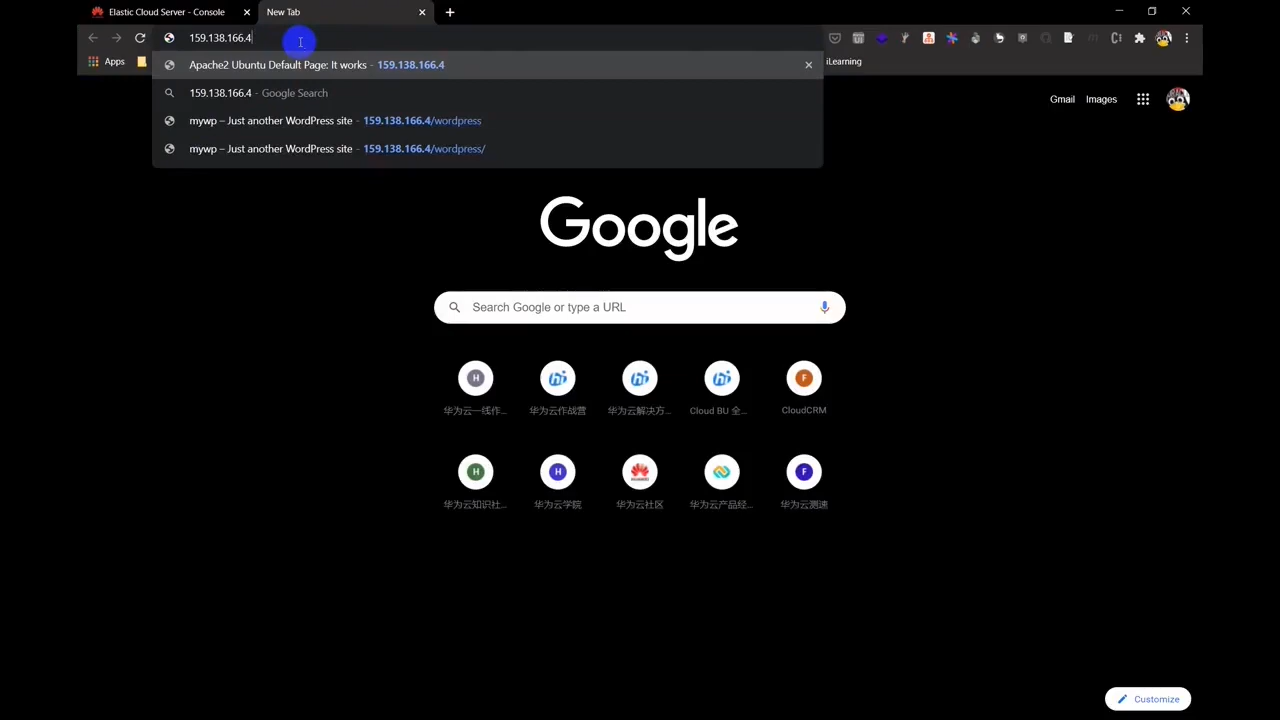 Elastic Cloud Server - Console
New Tab
159.138.166.4
Apache2 Ubuntu Default Page: It works - 159.138.166.4
159.138.166.4 - Google Search
mywp – Just another WordPress site - 159.138.166.4/wordpress
mywp – Just another WordPress site - 159.138.166.4/wordpress/
Apps
iLearning
Gmail Images
Google
Search Google or type a URL
华为云一线作...
华为云作战营
华为云解决方...
Cloud BU 全...
CloudCRM
华为云知识社...
华为云学院
华为云社区
华为云产品经...
华为云测速
Customize